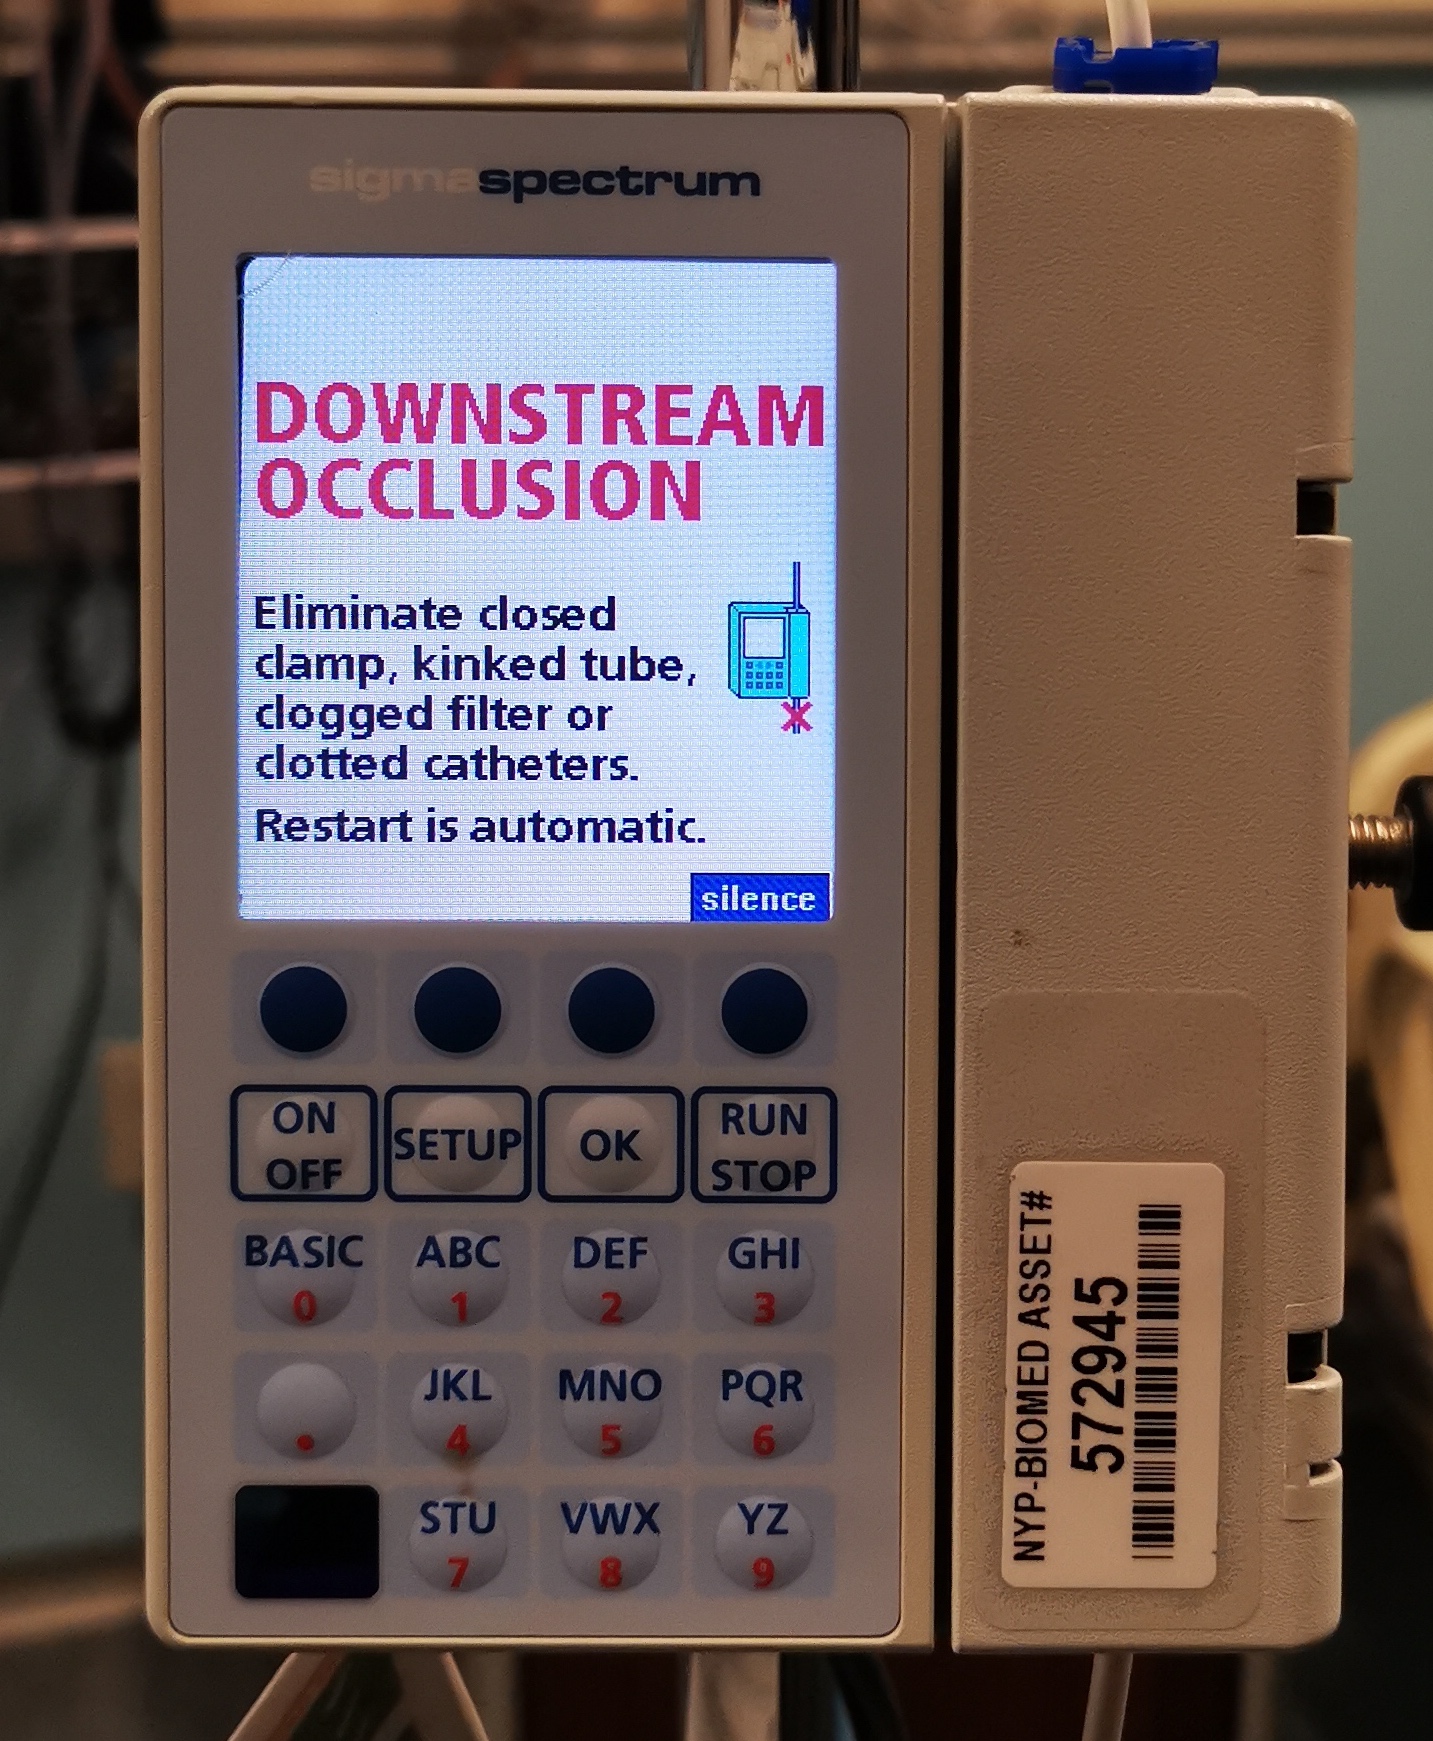 sigmaspectrum
DOWNSTREAM
OCCLUSION
Eliminate closed
clamp, kinked tube,
clogged filter or
clotted catheters.
Restart is automatic.
silence
ON
OFF
SETUP
OK
RUN
STOP
BASIC
0
ABC
1
DEF
2
GHI
3
.
JKL
4
MNO
5
PQR
6
STU
7
VWX
8
YZ
9
NYP-BIOMED ASSET#
572945